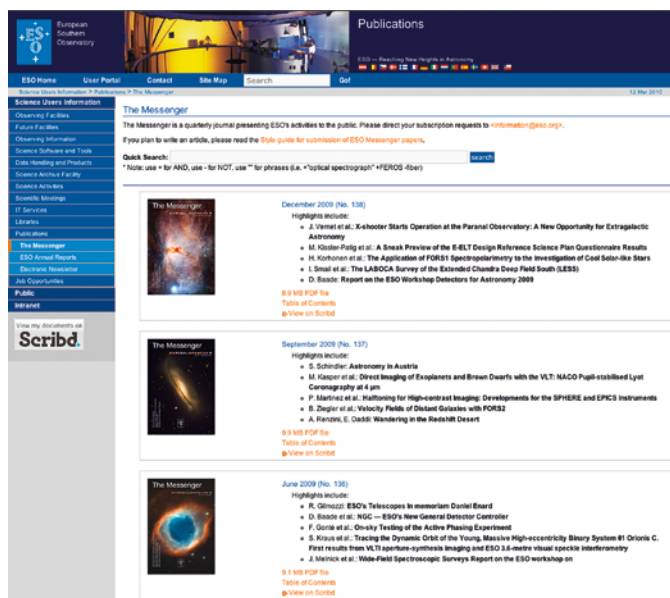 European
Southern
Observatory
Publications
ESO — Reaching New Heights in Astronomy
ESO Home User Portal Contact Site Map Search Go!
Science Users Information > Publications > The Messenger 12 Mar 2010
Science Users Information
Observing Facilities
Future Facilities
Observing Information
Science Software and Tools
Data Handling and Products
Science Archive Facility
Science Activities
Scientific Meetings
IT Services
Libraries
Publications
The Messenger
ESO Annual Reports
Electronic Newsletter
Job Opportunities
Public
Intranet
View my documents on
Scribd.
The Messenger
The Messenger is a quarterly journal presenting ESO's activities to the public. Please direct your subscription requests to <information@eso.org>.
If you plan to write an article, please read the Style guide for submission of ESO Messenger papers.
Quick Search: search
* Note: use + for AND, use - for NOT, use "" for phrases (i.e. +"optical spectrograph" +FEROS -fiber)
The Messenger
December 2009 (No. 138)
Highlights include:
J. Vernet et al.: X-shooter Starts Operation at the Paranal Observatory: A New Opportunity for Extragalactic
Astronomy
M. Kissler-Patig et al.: A Sneak Preview of the E-ELT Design Reference Science Plan Questionnaire Results
H. Korhonen et al.: The Application of FORS1 Spectropolarimetry to the Investigation of Cool Solar-like Stars
I. Smail et al.: The LABOCA Survey of the Extended Chandra Deep Field South (LESS)
D. Baade: Report on the ESO Workshop Detectors for Astronomy 2009
8.9 MB PDF file
Table of Contents
View on Scribd
The Messenger
September 2009 (No. 137)
Highlights include:
S. Schindler: Astronomy in Austria
M. Kasper et al.: Direct Imaging of Exoplanets and Brown Dwarfs with the VLT: NACO Pupil-stabilised Lyot
Coronagraphy at 4 µm
P. Martinez et al.: Halftoning for High-contrast Imaging: Developments for the SPHERE and EPICS Instruments
B. Ziegler et al.: Velocity Fields of Distant Galaxies with FORS2
A. Renzini, E. Daddi: Wandering in the Redshift Desert
9.9 MB PDF file
Table of Contents
View on Scribd
The Messenger
June 2009 (No. 136)
Highlights include:
R. Gilmozzi: ESO's Telescopes In memoriam Daniel Enard
D. Baade et al.: NGC — ESO's New General Detector Controller
F. Gonté et al.: On-sky Testing of the Active Phasing Experiment
S. Kraus et al.: Tracing the Dynamic Orbit of the Young, Massive High-eccentricity Binary System θ1 Orionis C.
First results from VLTI aperture-synthesis imaging and ESO 3.6-metre visual speckle interferometry
J. Melnick et al.: Wide-Field Spectroscopic Surveys Report on the ESO workshop on
9.1 MB PDF file
Table of Contents
View on Scribd